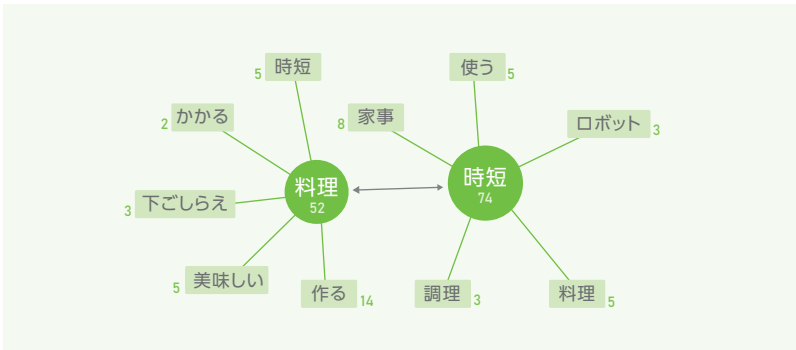 時短
5
かかる
2
下ごしらえ
3
美味しい
5
作る
14
料理
52
使う
5
家事
8
ロボット
3
時短
74
調理
3
料理
5